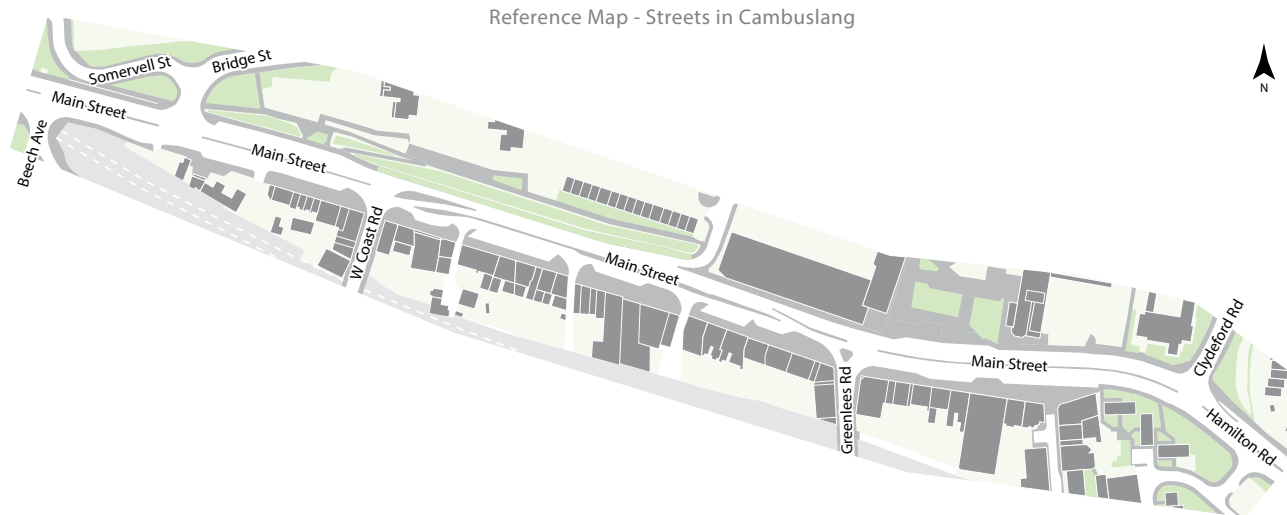 Reference Map - Streets in Cambuslang
N
Somervell St
Bridge St
Main Street
Beech Ave
Main Street
W Coast Rd
Main Street
Clydeford Rd
Main Street
Greenlees Rd
Hamilton Rd